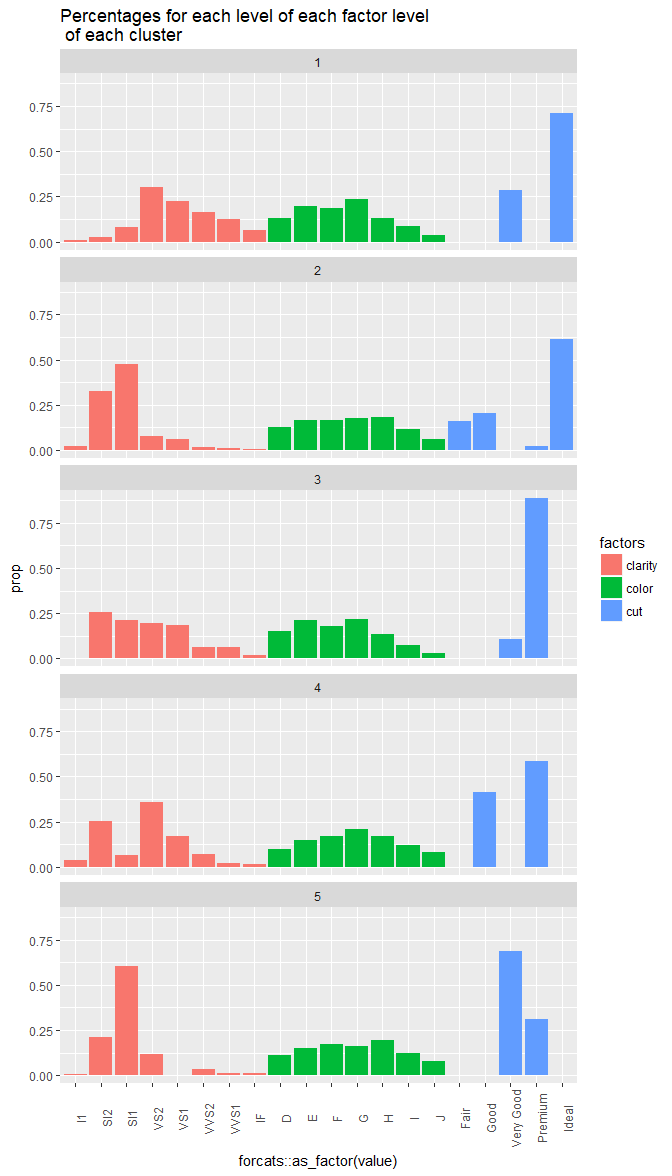 Percentages for each level of each factor level
of each cluster
1
0.75
0.50
0.25
0.00
2
0.75
0.50
0.25
0.00
3
0.75
0.50
0.25
0.00
4
0.75
0.50
0.25
0.00
5
0.75
0.50
0.25
0.00
prop
I1
SI2
SI1
VS2
VS1
VVS2
VVS1
IF
D
E
F
G
H
I
J
Fair
Good
Very Good
Premium
Ideal
forcats::as_factor(value)
factors
clarity
color
cut